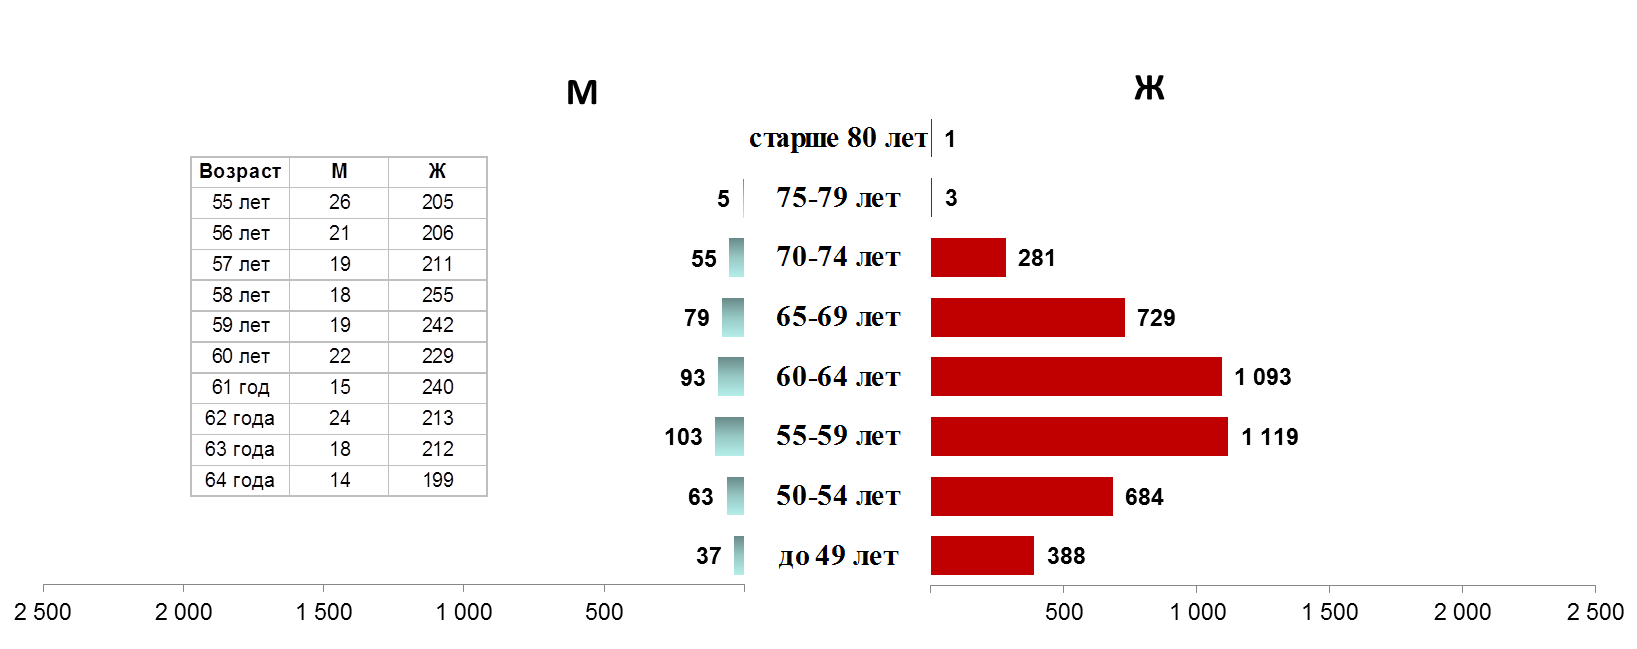 М Ж
Возраст М Ж
55 лет 26 205
56 лет 21 206
57 лет 19 211
58 лет 18 255
59 лет 19 242
60 лет 22 229
61 год 15 240
62 года 24 213
63 года 18 212
64 года 14 199
старше 80 лет 1
5 75-79 лет 3
55 70-74 лет 281
79 65-69 лет 729
93 60-64 лет 1 093
103 55-59 лет 1 119
63 50-54 лет 684
37 до 49 лет 388
2 500 2 000 1 500 1 000 500 500 1 000 1 500 2 000 2 500